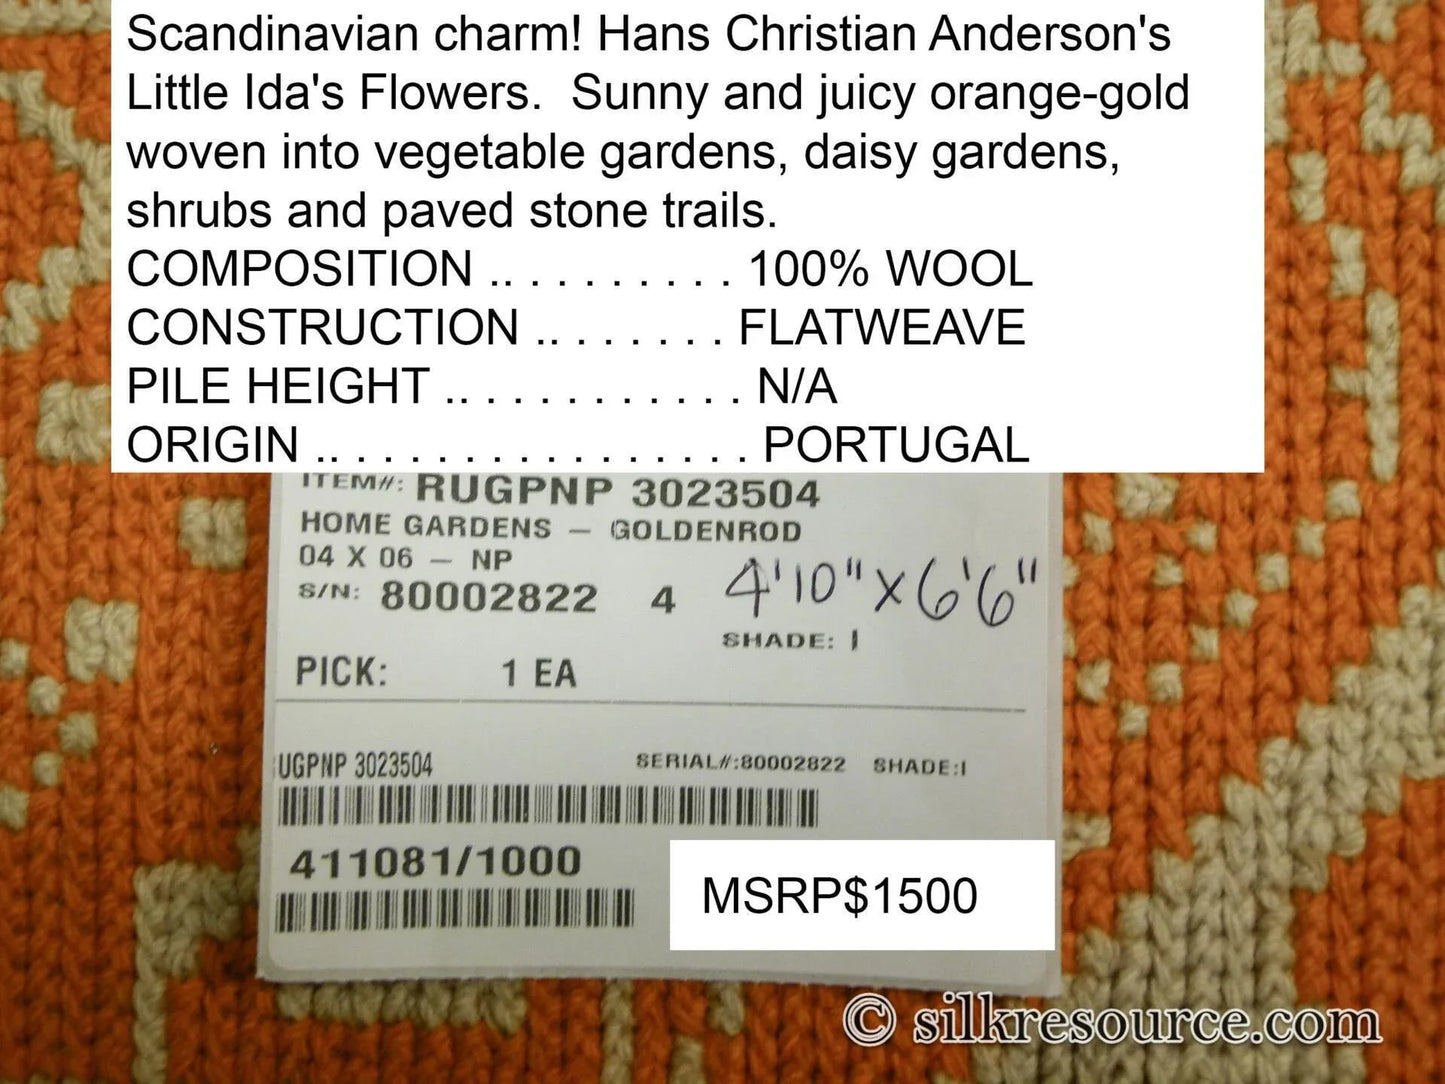 Scandinavian charm! Hans Christian Anderson's
Little Ida's Flowers.  Sunny and juicy orange-gold
woven into vegetable gardens, daisy gardens,
shrubs and paved stone trails.
COMPOSITION .. . . . . . . . . . 100% WOOL
CONSTRUCTION .. . . . . . . FLATWEAVE
PILE HEIGHT .. . . . . . . . . . . . N/A
ORIGIN .. . . . . . . . . . . . . . . . . PORTUGAL
ITEM#: RUGPNP 3023504
HOME GARDENS — GOLDENROD
04 X 06 — NP
S/N: 80002822 4 4'10" X 6'6"
SHADE: 1
PICK: 1 EA
UGPNP 3023504 SERIAL#:80002822 SHADE:1
411081/1000
MSRP$1500
© silkresource.com